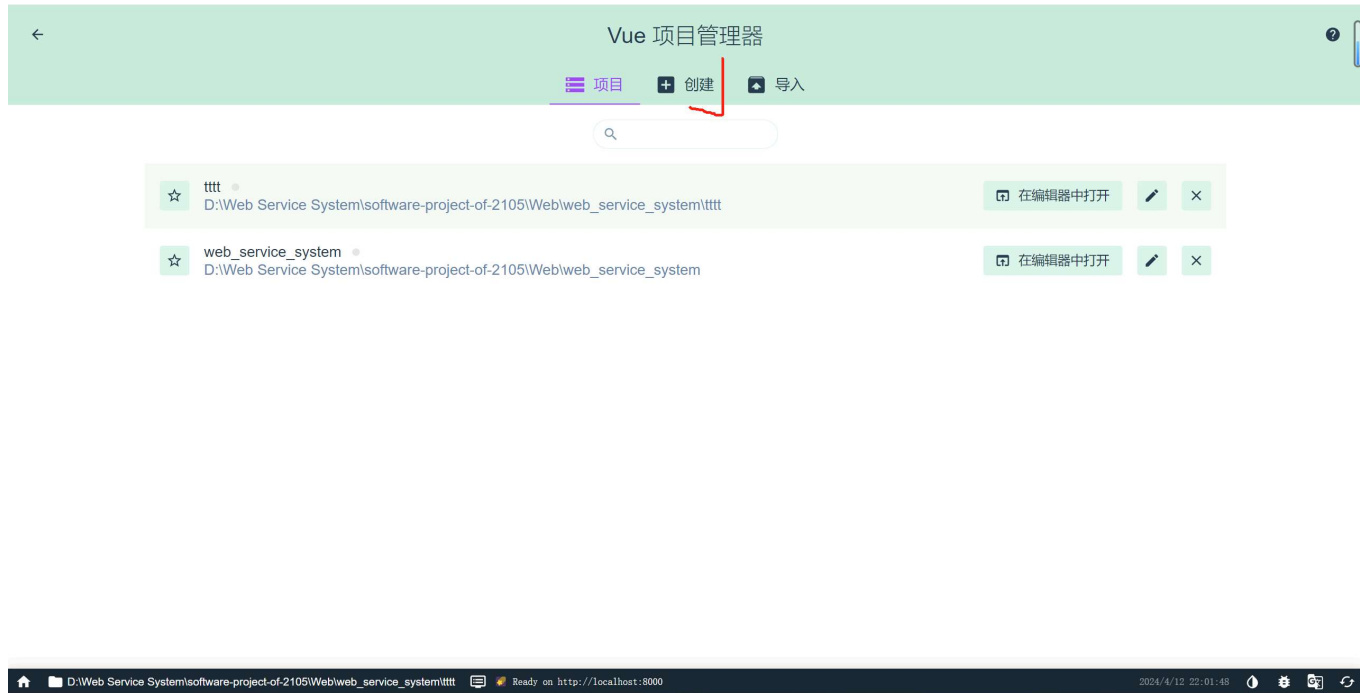 Vue 项目管理器
项目 创建 导入
tttt
D:\Web Service System\software-project-of-2105\Web\web_service_system\tttt
在编辑器中打开
web_service_system
D:\Web Service System\software-project-of-2105\Web\web_service_system
在编辑器中打开
D:\Web Service System\software-project-of-2105\Web\web_service_system\tttt Ready on http://localhost:8000 2024/4/12 22:01:48